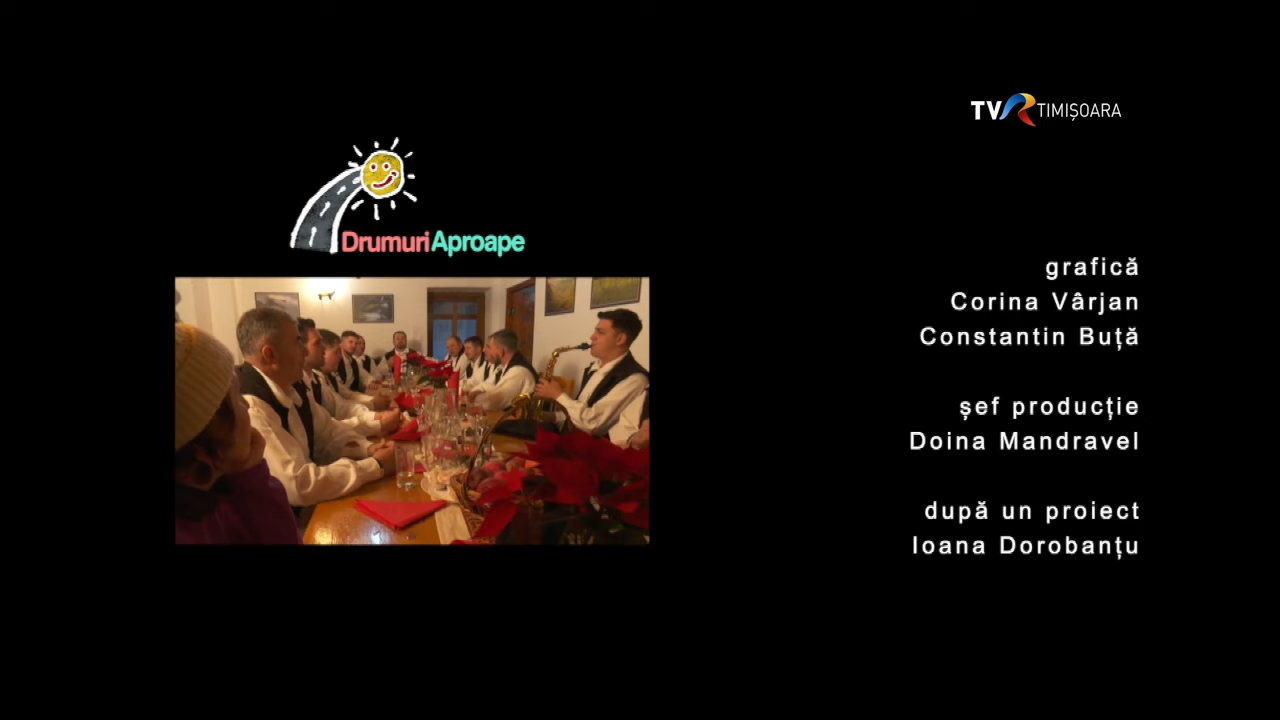 TVR TIMIȘOARA
DrumuriAproape
grafică
Corina Vârjan
Constantin Buță
șef producție
Doina Mandravel
după un proiect
Ioana Dorobanțu